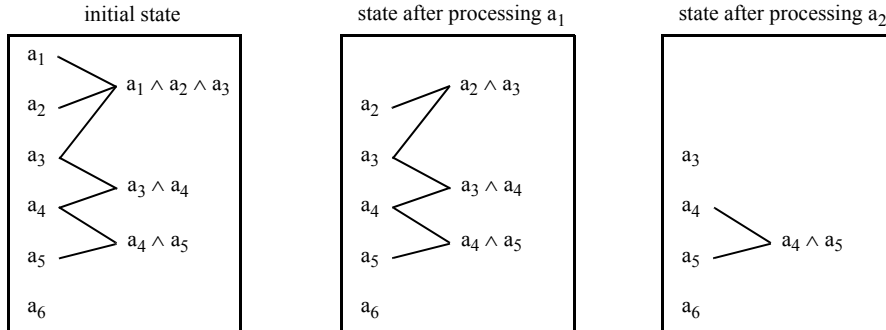 initial state
a1
a2
a3
a4
a5
a6
a1 ∧ a2 ∧ a3
a3 ∧ a4
a4 ∧ a5
state after processing a1
a2
a3
a4
a5
a6
a2 ∧ a3
a3 ∧ a4
a4 ∧ a5
state after processing a2
a3
a4
a5
a6
a4 ∧ a5